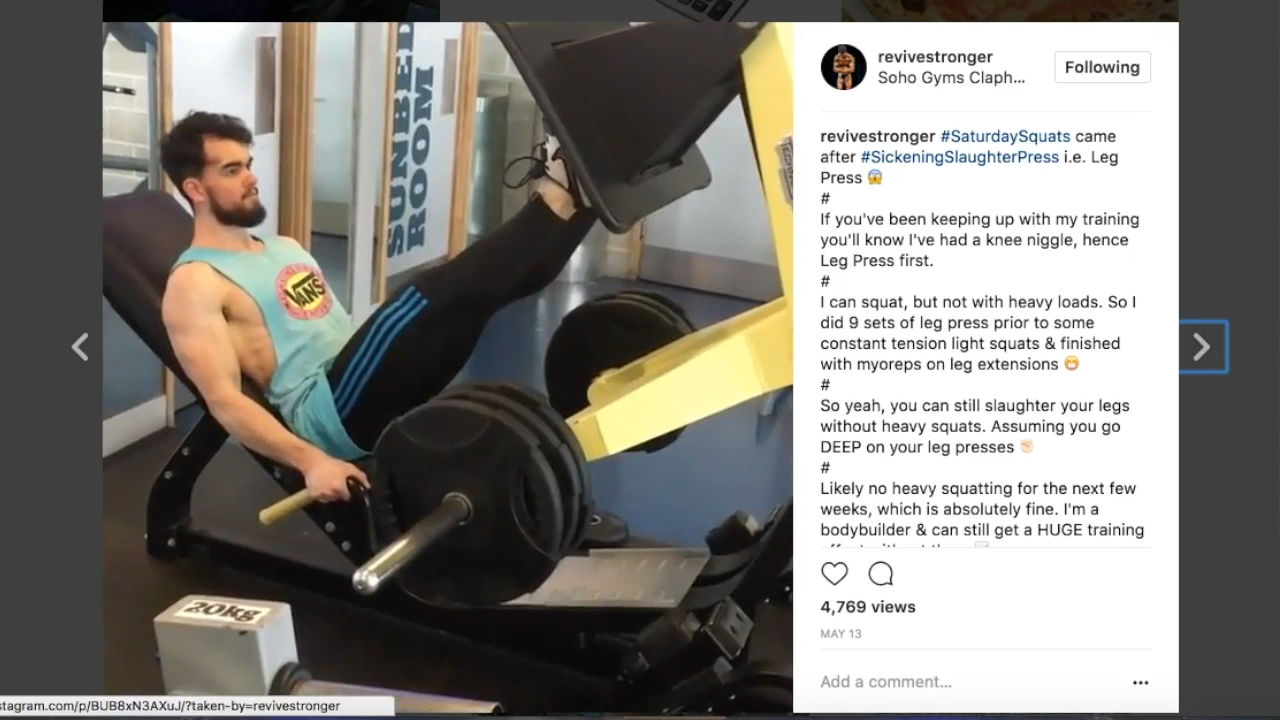 SUNBED
ROOM
VANS
20kg
revivestronger
Soho Gyms Claph...
Following
revivestronger #SaturdaySquats came
after #SickeningSlaughterPress i.e. Leg
Press 😱
#
If you've been keeping up with my training
you'll know I've had a knee niggle, hence
Leg Press first.
#
I can squat, but not with heavy loads. So I
did 9 sets of leg press prior to some
constant tension light squats & finished
with myoreps on leg extensions 😁
#
So yeah, you can still slaughter your legs
without heavy squats. Assuming you go
DEEP on your leg presses ✊🏻
#
Likely no heavy squatting for the next few
weeks, which is absolutely fine. I'm a
bodybuilder & can still get a HUGE training
4,769 views
MAY 13
Add a comment...
stagram.com/p/BUB8xN3AXuJ/?taken-by=revivestronger